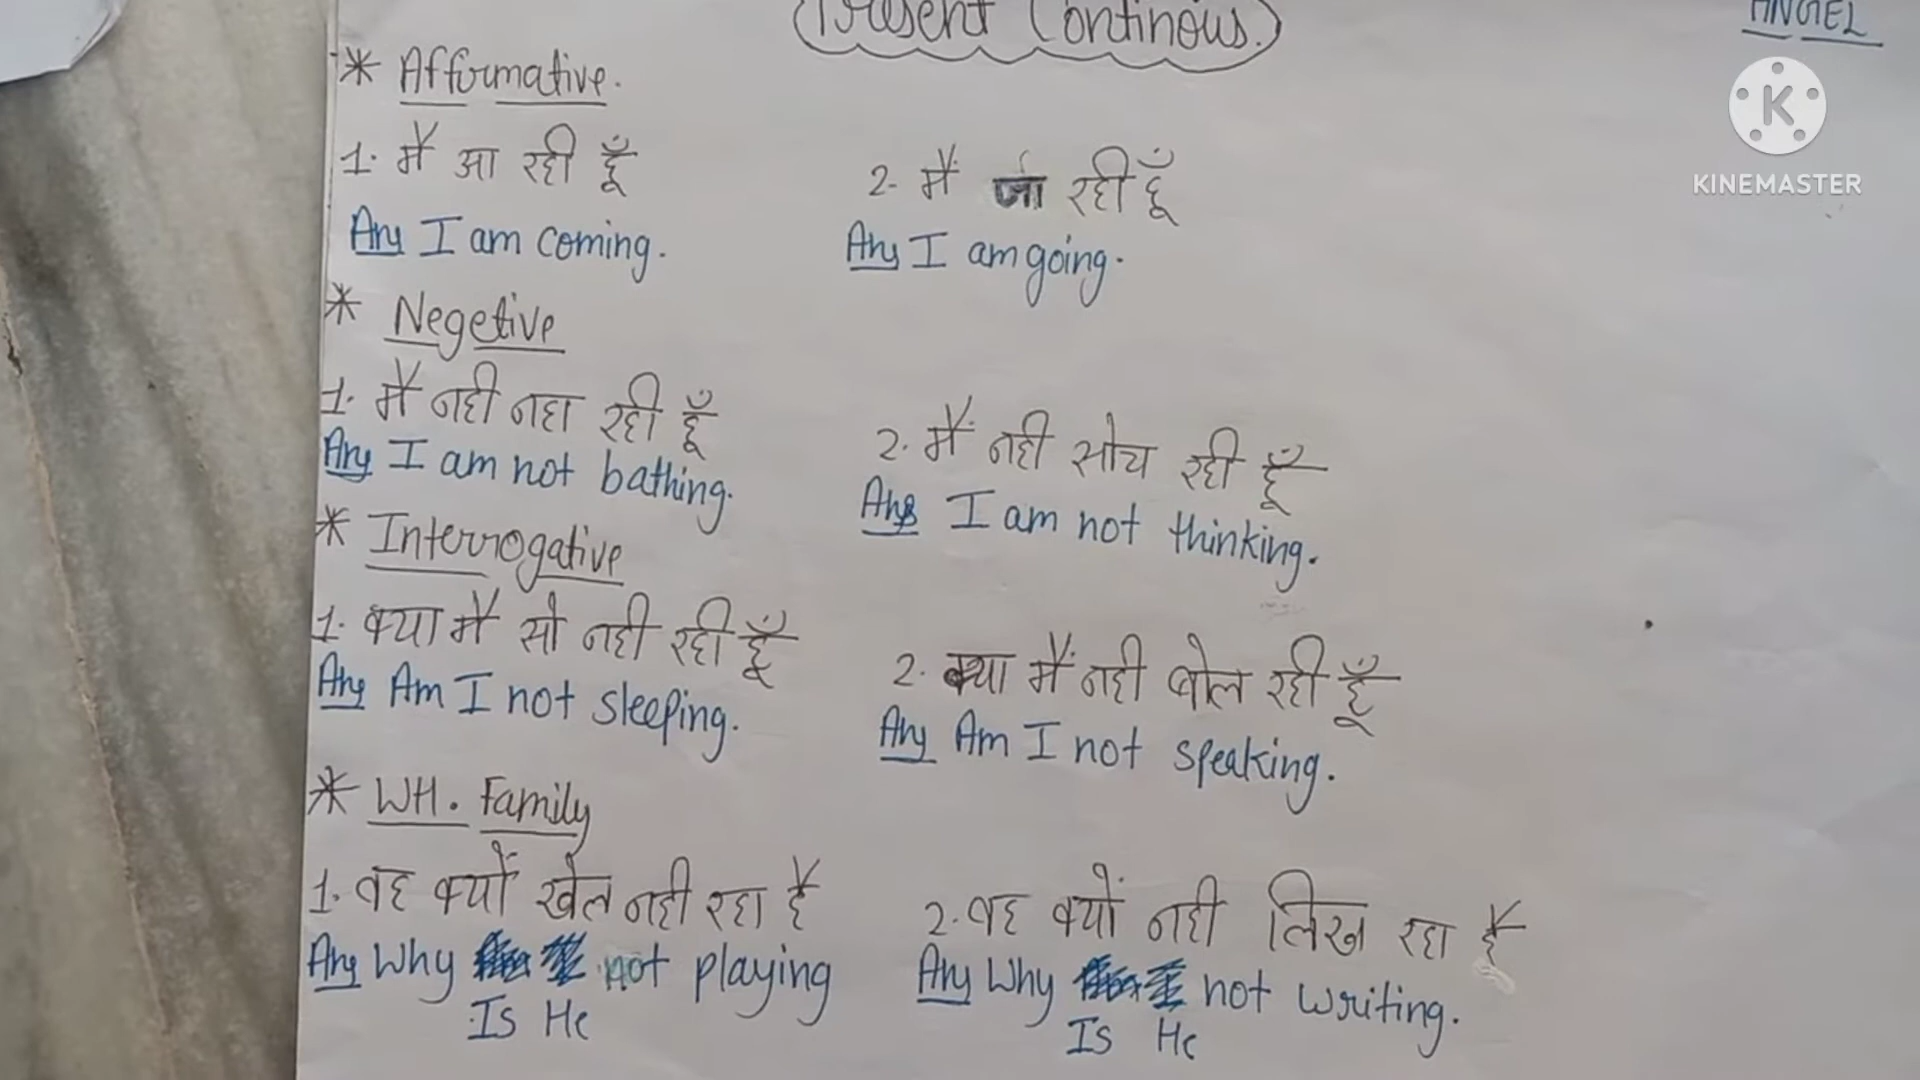 Present Continous.
ANGEL
KINEMASTER
* Affirmative.
1. मैं आ रही हूँ
2. मैं जा रही हूँ
Ans I am coming.
Ans I am going.
* Negetive
1. मैं नही नहा रही हूँ
2. मैं नही सोच रही हूँ
Ans I am not bathing.
Ans I am not thinking.
* Interrogative
1. क्या मैं सो नही रही हूँ
2. क्या मैं नही बोल रही हूँ
Ans Am I not sleeping.
Ans Am I not speaking.
* WH. Family
1. वह क्यों खेल नही रहा है
2. वह क्यों नही लिख रहा है
Ans Why not playing
Is He
Ans Why not writing.
Is He